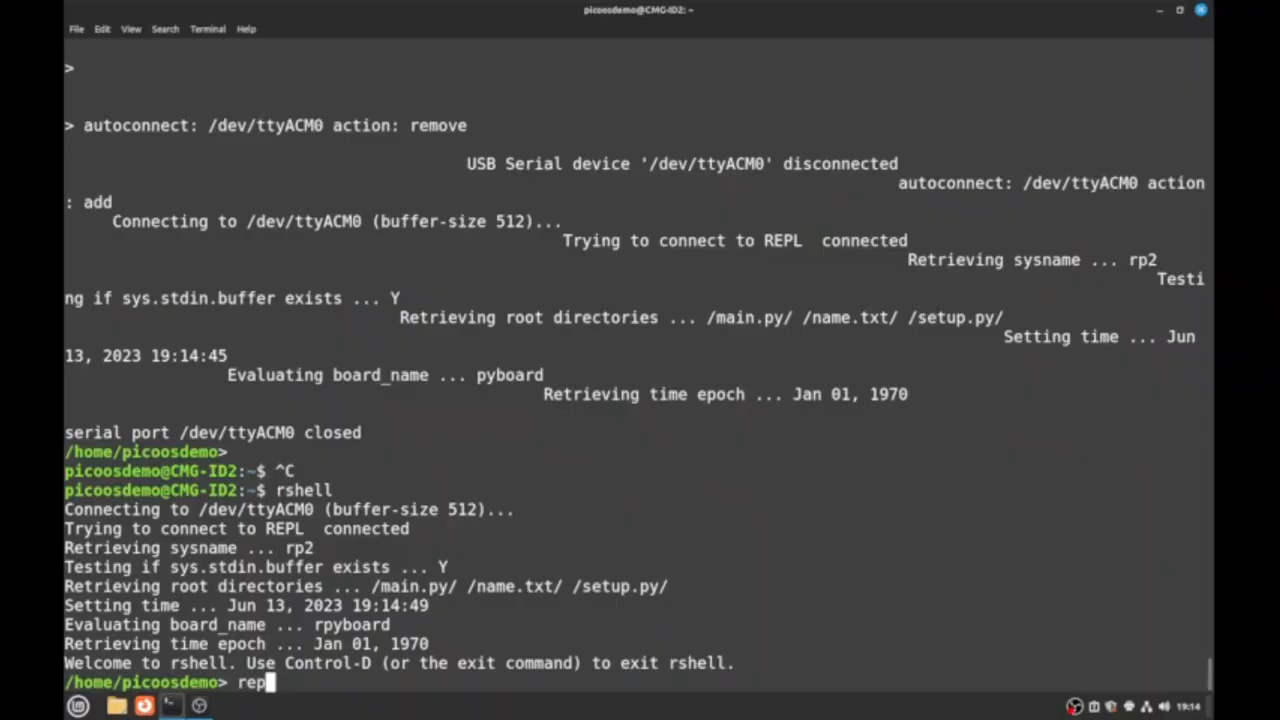 picoosdemo@CMG-ID2: ~
File Edit View Search Terminal Help
>
> autoconnect: /dev/ttyACM0 action: remove
USB Serial device '/dev/ttyACM0' disconnected
autoconnect: /dev/ttyACM0 action
: add
Connecting to /dev/ttyACM0 (buffer-size 512)...
Trying to connect to REPL  connected
Retrieving sysname ... rp2
Testi
ng if sys.stdin.buffer exists ... Y
Retrieving root directories ... /main.py/ /name.txt/ /setup.py/
Setting time ... Jun
13, 2023 19:14:45
Evaluating board_name ... pyboard
Retrieving time epoch ... Jan 01, 1970
serial port /dev/ttyACM0 closed
/home/picoosdemo>
picoosdemo@CMG-ID2:~$ ^C
picoosdemo@CMG-ID2:~$ rshell
Connecting to /dev/ttyACM0 (buffer-size 512)...
Trying to connect to REPL  connected
Retrieving sysname ... rp2
Testing if sys.stdin.buffer exists ... Y
Retrieving root directories ... /main.py/ /name.txt/ /setup.py/
Setting time ... Jun 13, 2023 19:14:49
Evaluating board_name ... rpyboard
Retrieving time epoch ... Jan 01, 1970
Welcome to rshell. Use Control-D (or the exit command) to exit rshell.
/home/picoosdemo> rep
19:14